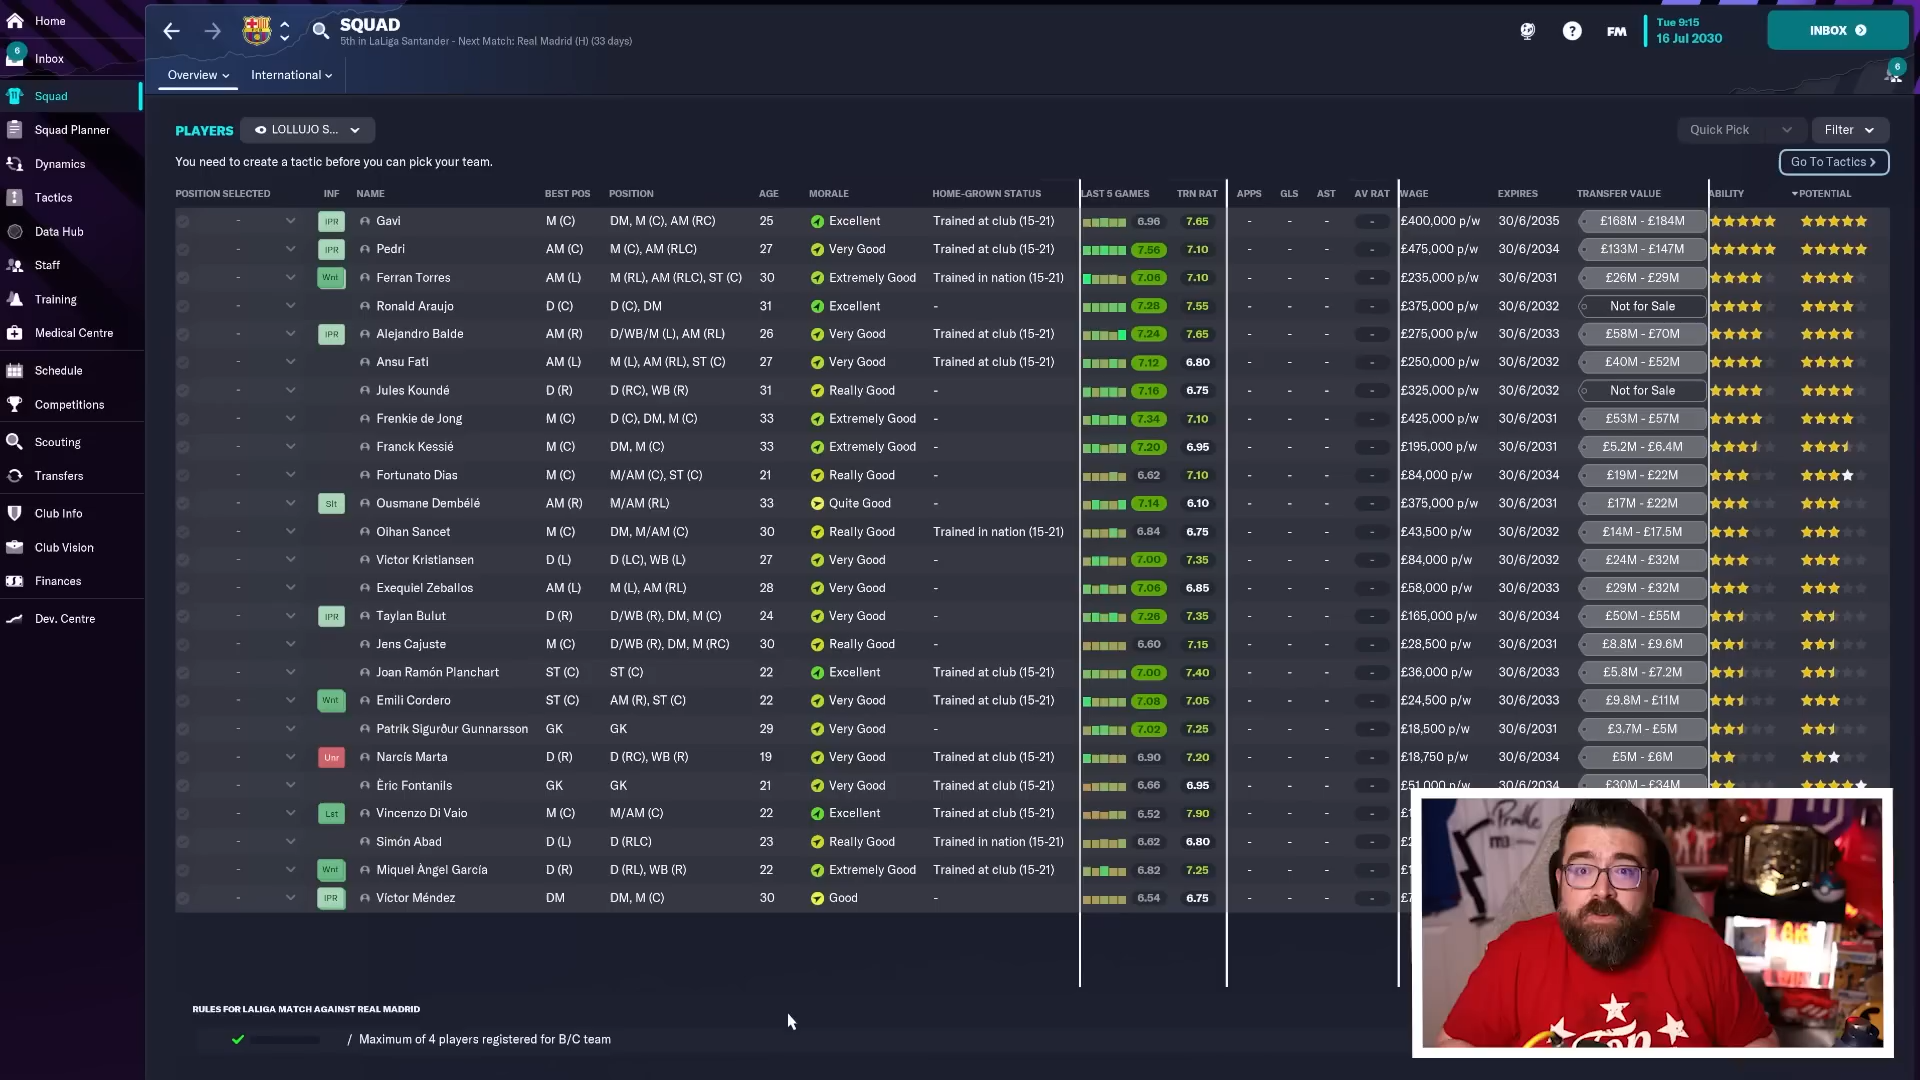 Home
SQUAD
5th in LaLiga Santander - Next Match: Real Madrid (H) (33 days)
FM
Tue 9:15
16 Jul 2030
INBOX
6
Inbox
Overview
International
6
Squad
Squad Planner
Dynamics
Tactics
Data Hub
Staff
Training
Medical Centre
Schedule
Competitions
Scouting
Transfers
Club Info
Club Vision
Finances
Dev. Centre
PLAYERS
LOLLUJO S...
Quick Pick
Filter
You need to create a tactic before you can pick your team.
Go To Tactics
POSITION SELECTED INF NAME BEST POS POSITION AGE MORALE HOME-GROWN STATUS LAST 5 GAMES TRN RAT APPS GLS AST AV RAT WAGE EXPIRES TRANSFER VALUE ABILITY POTENTIAL
- IPR Gavi M (C) DM, M (C), AM (RC) 25 Excellent Trained at club (15-21) 6.96 7.65 - - - - £400,000 p/w 30/6/2035 £168M - £184M
- IPR Pedri AM (C) M (C), AM (RLC) 27 Very Good Trained at club (15-21) 7.56 7.10 - - - - £475,000 p/w 30/6/2034 £133M - £147M
- Wnt Ferran Torres AM (L) M (RL), AM (RLC), ST (C) 30 Extremely Good Trained in nation (15-21) 7.06 7.10 - - - - £235,000 p/w 30/6/2031 £26M - £29M
- Ronald Araujo D (C) D (C), DM 31 Excellent - 7.28 7.55 - - - - £375,000 p/w 30/6/2032 Not for Sale
- IPR Alejandro Balde AM (R) D/WB/M (L), AM (RL) 26 Very Good Trained at club (15-21) 7.24 7.65 - - - - £275,000 p/w 30/6/2033 £58M - £70M
- Ansu Fati AM (L) M (L), AM (RL), ST (C) 27 Very Good Trained at club (15-21) 7.12 6.80 - - - - £250,000 p/w 30/6/2032 £40M - £52M
- Jules Koundé D (R) D (RC), WB (R) 31 Really Good - 7.16 6.75 - - - - £325,000 p/w 30/6/2032 Not for Sale
- Frenkie de Jong M (C) D (C), DM, M (C) 33 Extremely Good - 7.34 7.10 - - - - £425,000 p/w 30/6/2031 £53M - £57M
- Franck Kessié M (C) DM, M (C) 33 Extremely Good - 7.20 6.95 - - - - £195,000 p/w 30/6/2031 £5.2M - £6.4M
- Fortunato Dias M (C) M/AM (C), ST (C) 21 Really Good - 6.62 7.10 - - - - £84,000 p/w 30/6/2034 £19M - £22M
- Slt Ousmane Dembélé AM (R) M/AM (RL) 33 Quite Good - 7.14 6.10 - - - - £375,000 p/w 30/6/2031 £17M - £22M
- Oihan Sancet M (C) DM, M/AM (C) 30 Really Good Trained in nation (15-21) 6.84 6.75 - - - - £43,500 p/w 30/6/2032 £14M - £17.5M
- Victor Kristiansen D (L) D (LC), WB (L) 27 Very Good - 7.00 7.35 - - - - £84,000 p/w 30/6/2032 £24M - £32M
- Exequiel Zeballos AM (L) M (L), AM (RL) 28 Very Good - 7.06 6.85 - - - - £58,000 p/w 30/6/2033 £29M - £32M
- IPR Taylan Bulut D (R) D/WB (R), DM, M (C) 24 Very Good - 7.26 7.35 - - - - £165,000 p/w 30/6/2034 £50M - £55M
- Jens Cajuste M (C) D/WB (R), DM, M (RC) 30 Really Good - 6.60 7.15 - - - - £28,500 p/w 30/6/2031 £8.8M - £9.6M
- Joan Ramón Planchart ST (C) ST (C) 22 Excellent Trained at club (15-21) 7.00 7.40 - - - - £36,000 p/w 30/6/2033 £5.8M - £7.2M
- Wnt Emili Cordero ST (C) AM (R), ST (C) 22 Very Good Trained at club (15-21) 7.08 7.05 - - - - £24,500 p/w 30/6/2033 £9.8M - £11M
- Patrik Sigurður Gunnarsson GK GK 29 Very Good - 7.02 7.25 - - - - £18,500 p/w 30/6/2031 £3.7M - £5M
- Unr Narcís Marta D (R) D (RC), WB (R) 19 Very Good Trained at club (15-21) 6.90 7.20 - - - - £18,750 p/w 30/6/2034 £5M - £6M
- Èric Fontanils GK GK 21 Very Good Trained at club (15-21) 6.66 6.95 - - - - £51,000 p/w 30/6/2034 £30M - £34M
- Lst Vincenzo Di Vaio M (C) M/AM (C) 22 Excellent Trained at club (15-21) 6.52 7.90 - - - -
- Simón Abad D (L) D (RLC) 23 Really Good Trained in nation (15-21) 6.62 6.80 - - - -
- Wnt Miquel Àngel García D (R) D (RL), WB (R) 22 Extremely Good Trained at club (15-21) 6.82 7.25 - - - -
- IPR Víctor Méndez DM DM, M (C) 30 Good - 6.54 6.75 - - - -
RULES FOR LALIGA MATCH AGAINST REAL MADRID
/ Maximum of 4 players registered for B/C team